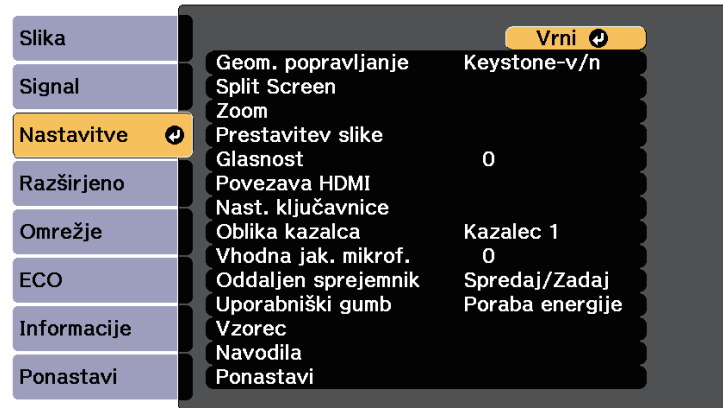 Slika
Signal
Nastavitve
Razširjeno
Omrežje
ECO
Informacije
Ponastavi
Vrni
Geom. popravljanje Keystone-v/n
Split Screen
Zoom
Prestavitev slike
Glasnost 0
Povezava HDMI
Nast. ključavnice
Oblika kazalca Kazalec 1
Vhodna jak. mikrof. 0
Oddaljen sprejemnik Spredaj/Zadaj
Uporabniški gumb Poraba energije
Vzorec
Navodila
Ponastavi